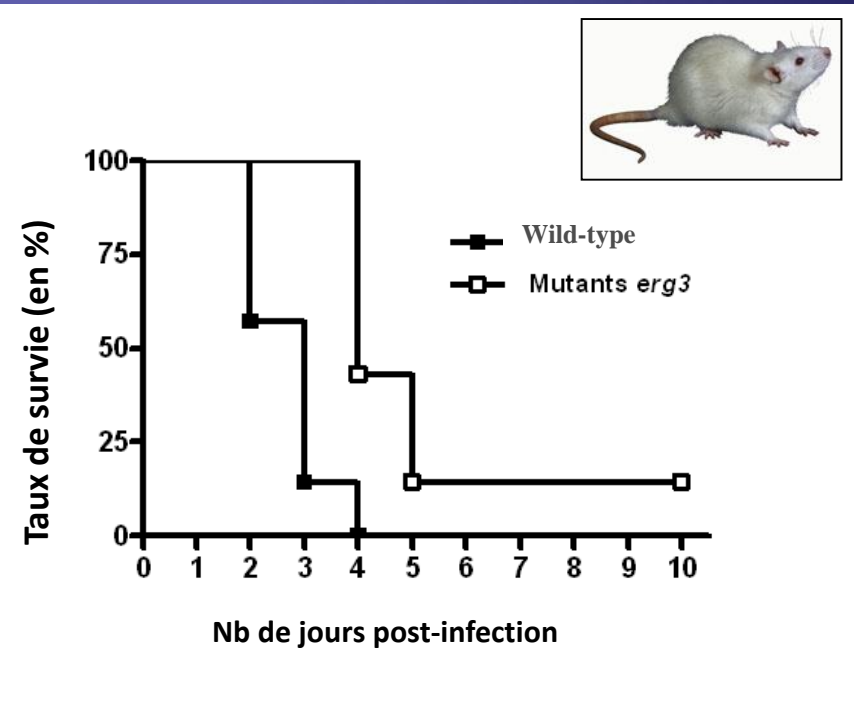 Taux de survie (en %)
100
75
50
25
0
Wild-type
Mutants erg3
0 1 2 3 4 5 6 7 8 9 10
Nb de jours post-infection